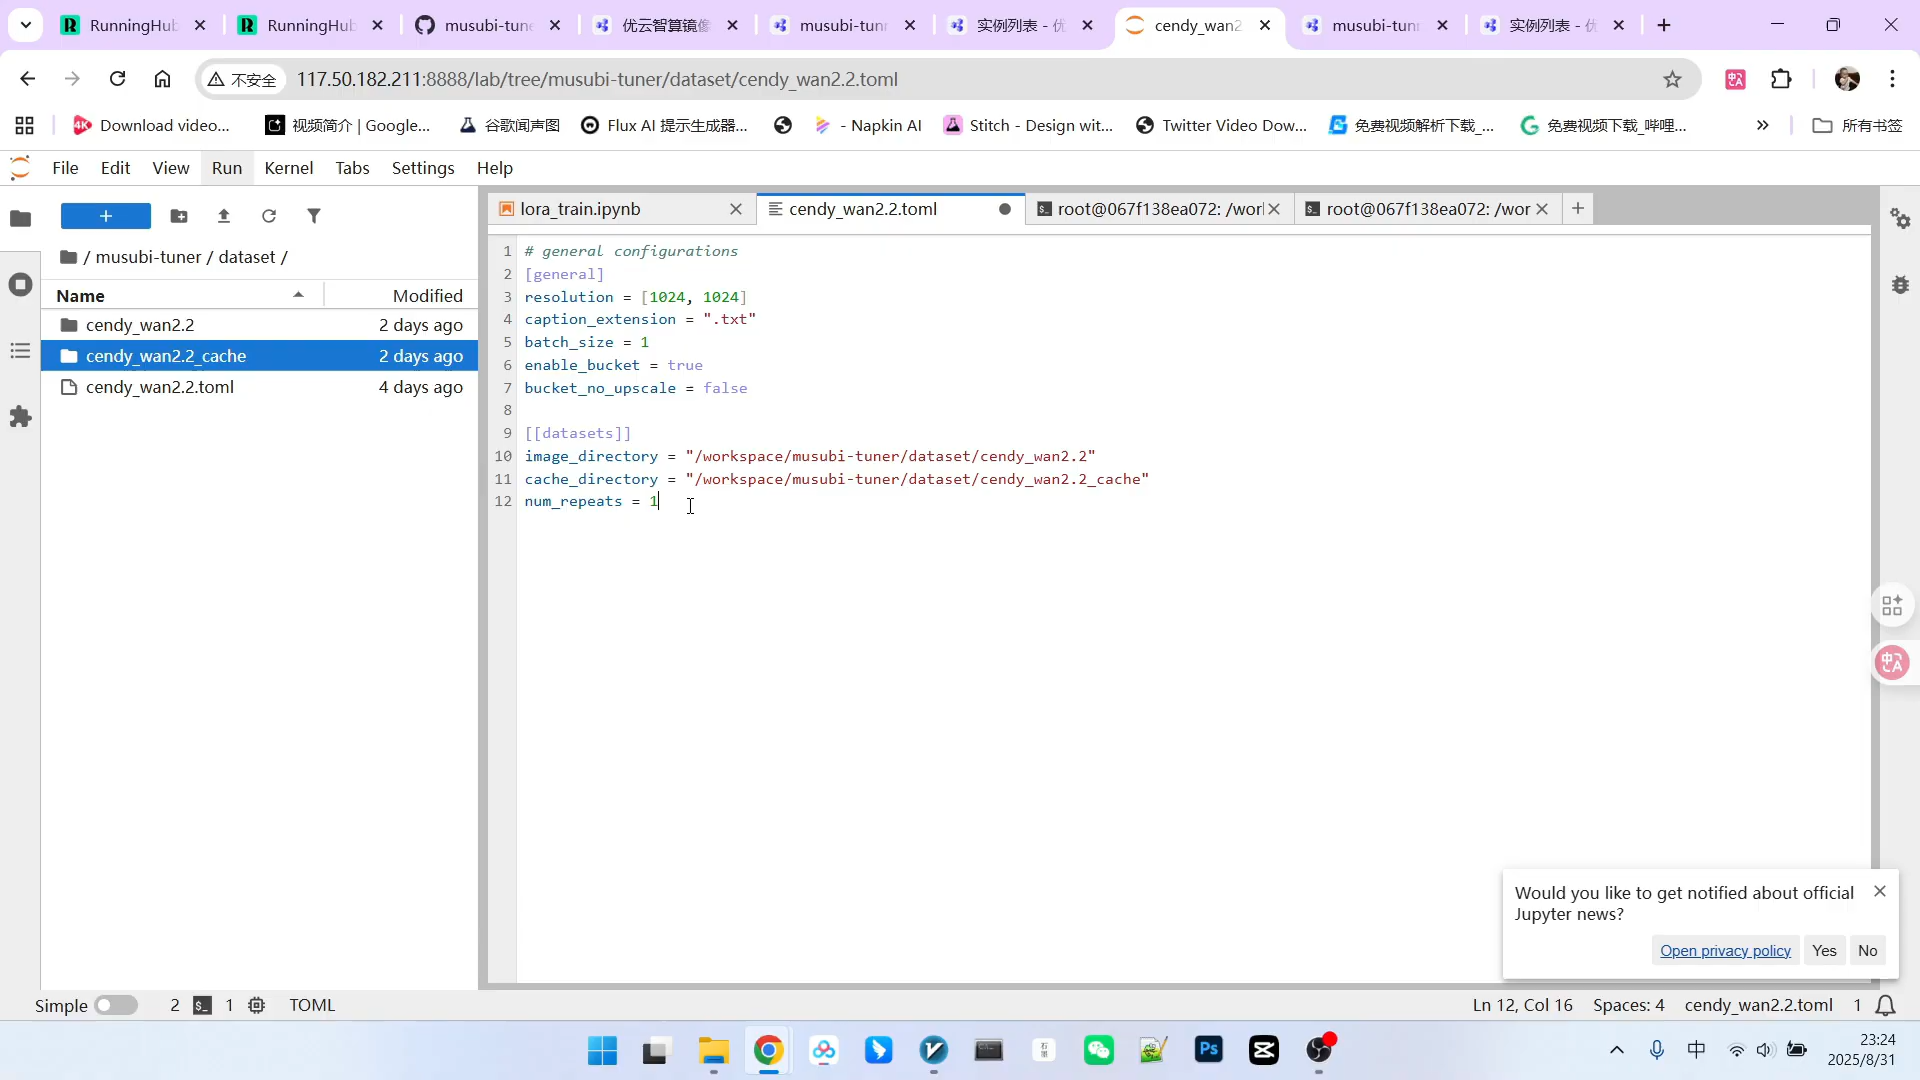 RunningHub
RunningHub
musubi-tune
优云智算镜像
musubi-tun
实例列表 - 优
cendy_wan2
musubi-tun
实例列表 - 优
不安全
117.50.182.211:8888/lab/tree/musubi-tuner/dataset/cendy_wan2.2.toml
Download video...
视频简介 | Google...
谷歌闻声图
Flux AI 提示生成器...
- Napkin AI
Stitch - Design wit...
Twitter Video Dow...
免费视频解析下载_...
免费视频下载_哔哩...
所有书签
File Edit View Run Kernel Tabs Settings Help
/ musubi-tuner / dataset /
Name Modified
cendy_wan2.2 2 days ago
cendy_wan2.2_cache 2 days ago
cendy_wan2.2.toml 4 days ago
lora_train.ipynb
cendy_wan2.2.toml
root@067f138ea072: /wor
root@067f138ea072: /wor
1 # general configurations
2 [general]
3 resolution = [1024, 1024]
4 caption_extension = ".txt"
5 batch_size = 1
6 enable_bucket = true
7 bucket_no_upscale = false
8
9 [[datasets]]
10 image_directory = "/workspace/musubi-tuner/dataset/cendy_wan2.2"
11 cache_directory = "/workspace/musubi-tuner/dataset/cendy_wan2.2_cache"
12 num_repeats = 1
Would you like to get notified about official
Jupyter news?
Open privacy policy Yes No
Simple 2 1 TOML
Ln 12, Col 16 Spaces: 4 cendy_wan2.2.toml 1
Ps
中
23:24
2025/8/31